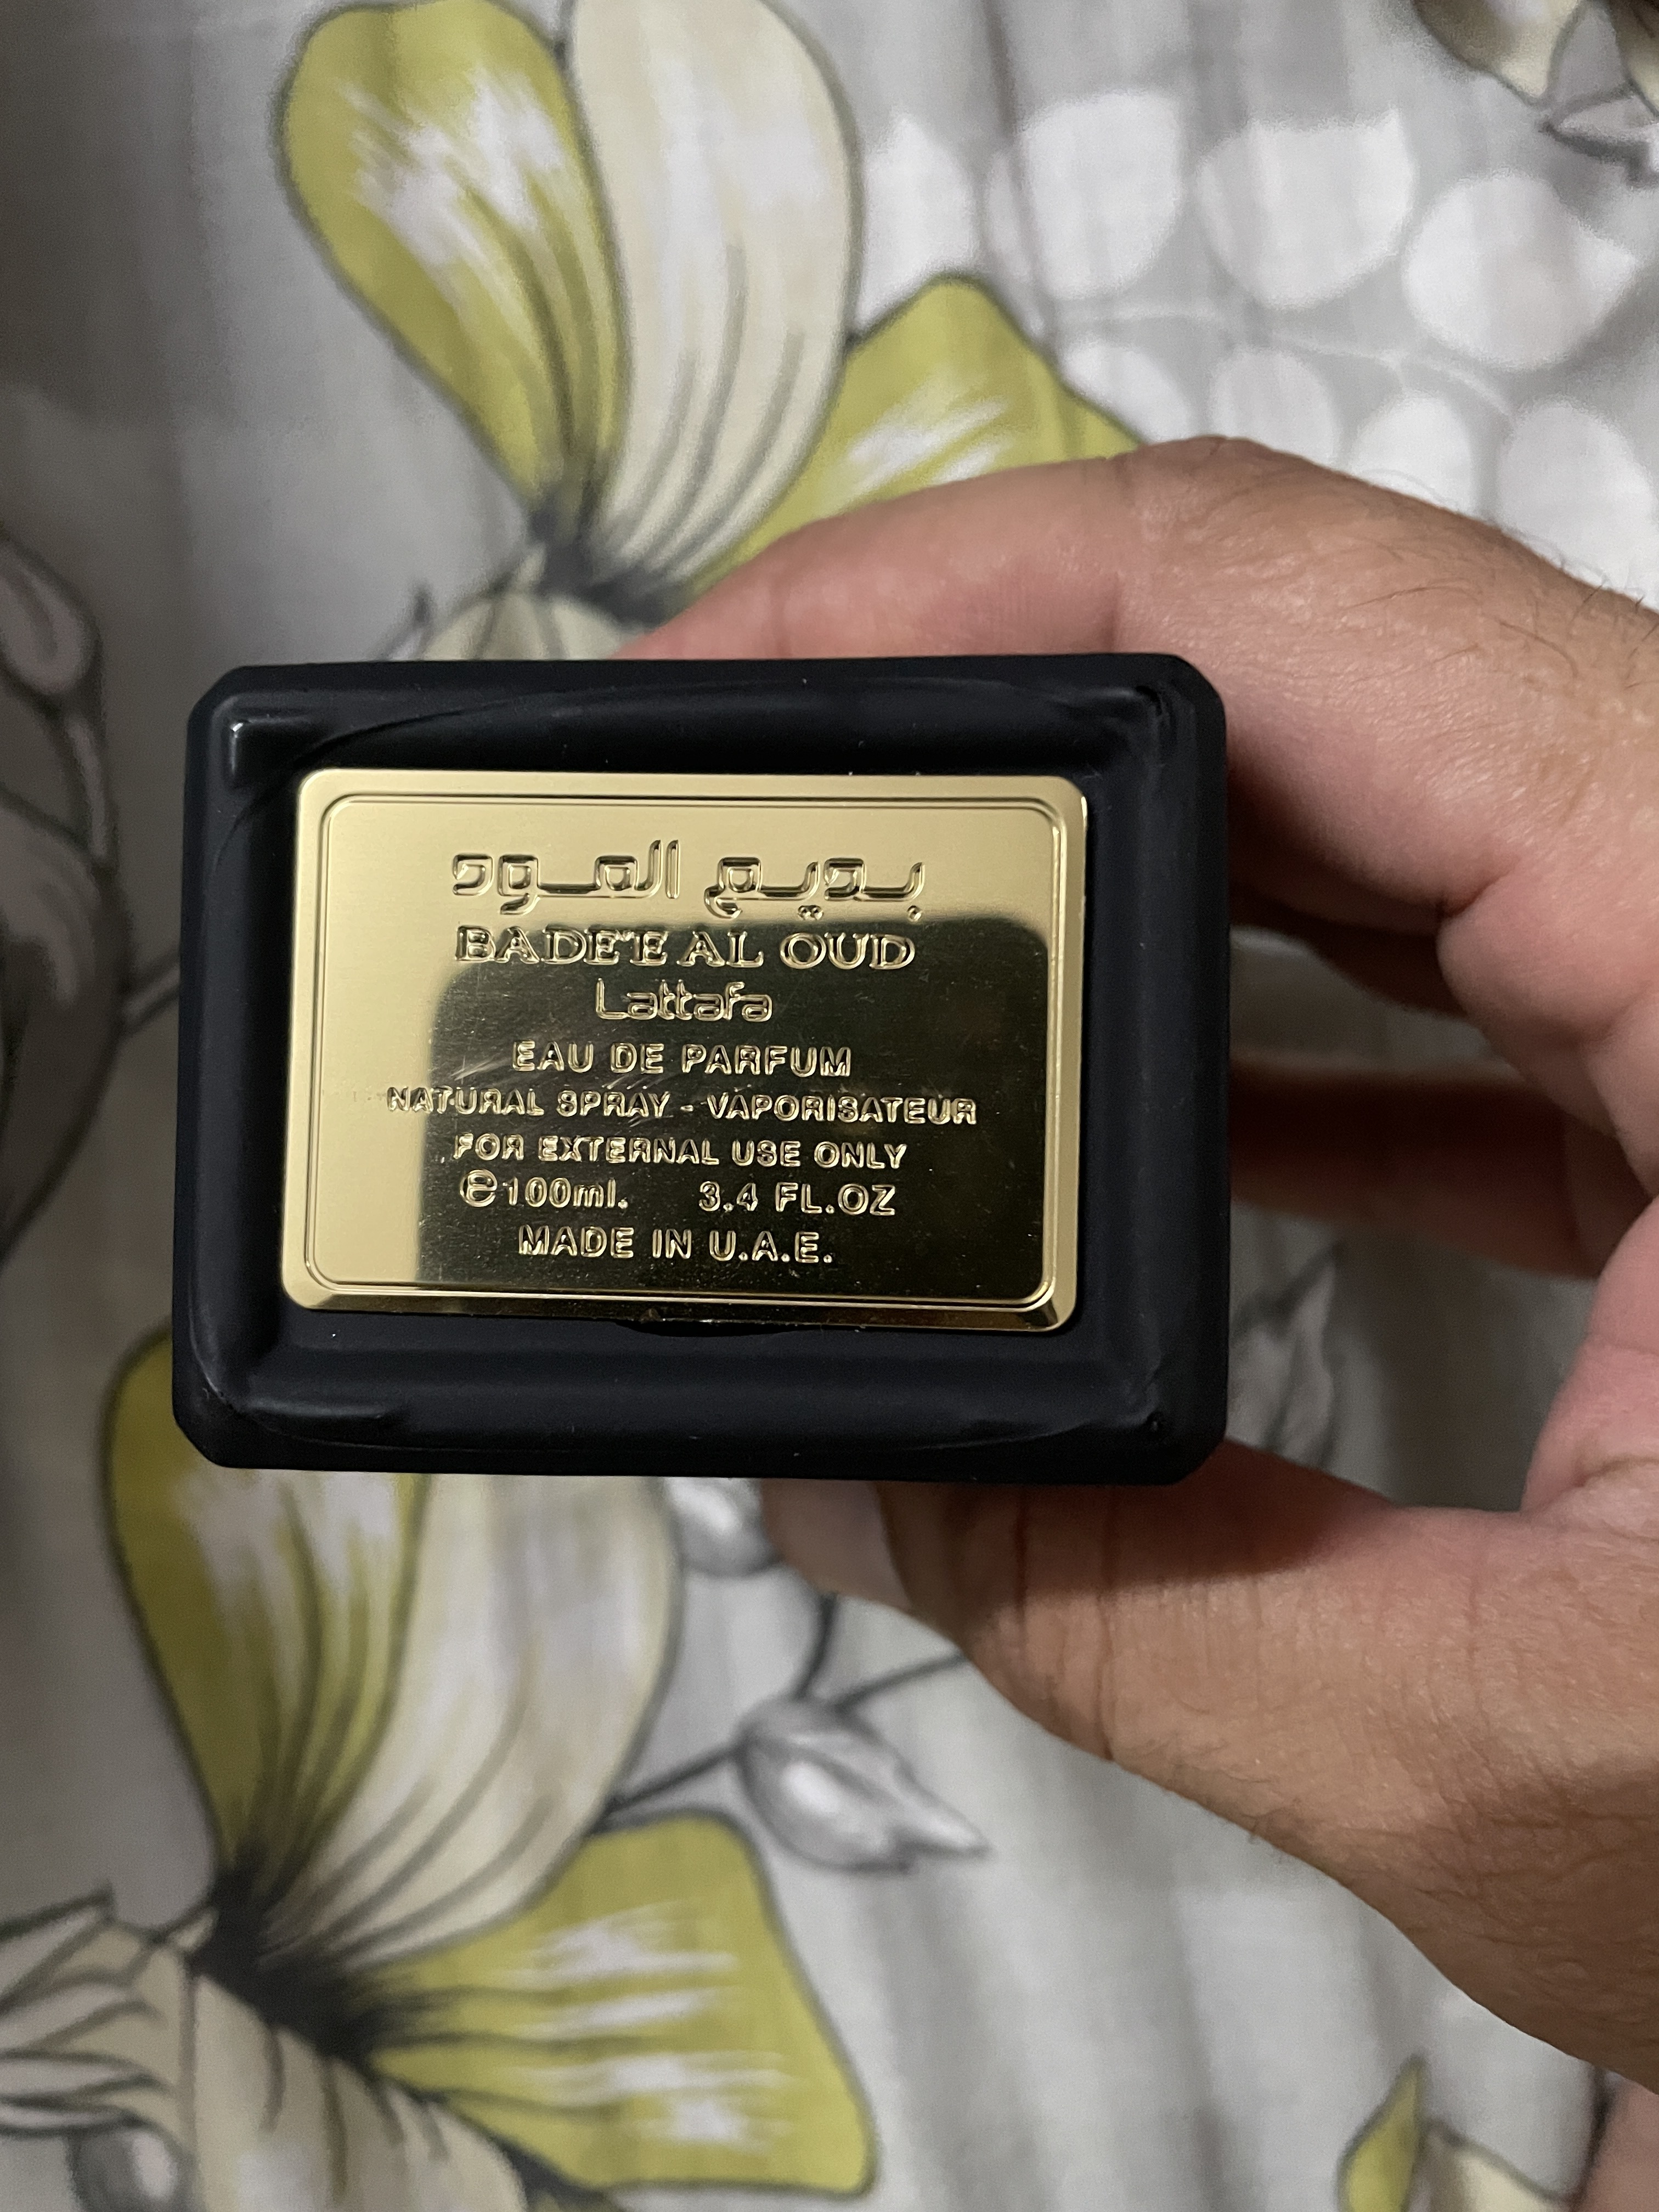 بديع العود
BADE'E AL OUD
Lattafa
EAU DE PARFUM
NATURAL SPRAY - VAPORISATEUR
FOR EXTERNAL USE ONLY
℮100ml. 3.4 FL.OZ
MADE IN U.A.E.